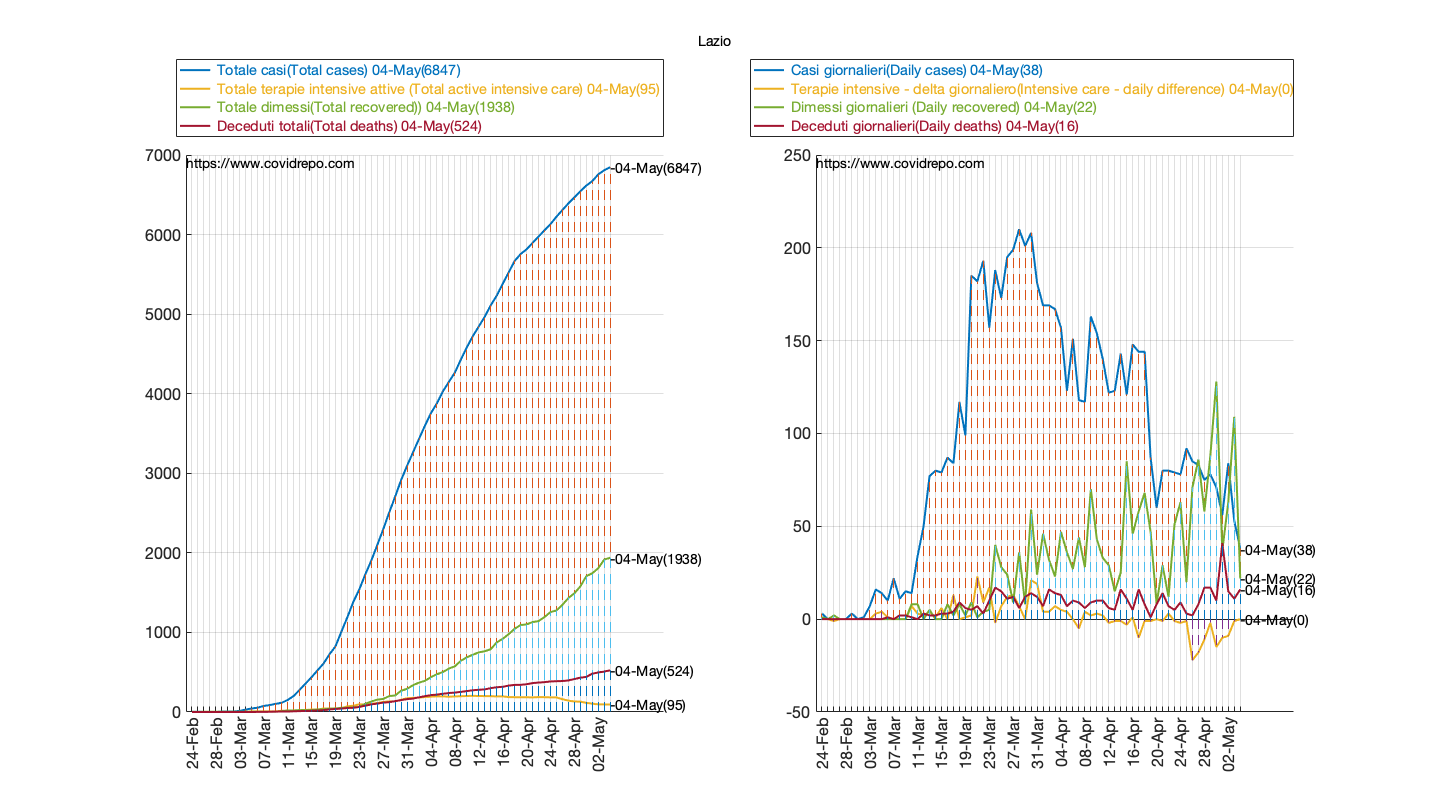 Lazio
Totale casi(Total cases) 04-May(6847)
Totale terapie intensive attive (Total active intensive care) 04-May(95)
Totale dimessi(Total recovered)) 04-May(1938)
Deceduti totali(Total deaths) 04-May(524)
https://www.covidrepo.com
7000
6000
5000
4000
3000
2000
1000
0
04-May(6847)
04-May(1938)
04-May(524)
04-May(95)
24-Feb
28-Feb
03-Mar
07-Mar
11-Mar
15-Mar
19-Mar
23-Mar
27-Mar
31-Mar
04-Apr
08-Apr
12-Apr
16-Apr
20-Apr
24-Apr
28-Apr
02-May
Casi giornalieri(Daily cases) 04-May(38)
Terapie intensive - delta giornaliero(Intensive care - daily difference) 04-May(0)
Dimessi giornalieri (Daily recovered) 04-May(22)
Deceduti giornalieri(Daily deaths) 04-May(16)
https://www.covidrepo.com
250
200
150
100
50
0
-50
04-May(38)
04-May(22)
04-May(16)
04-May(0)
24-Feb
28-Feb
03-Mar
07-Mar
11-Mar
15-Mar
19-Mar
23-Mar
27-Mar
31-Mar
04-Apr
08-Apr
12-Apr
16-Apr
20-Apr
24-Apr
28-Apr
02-May